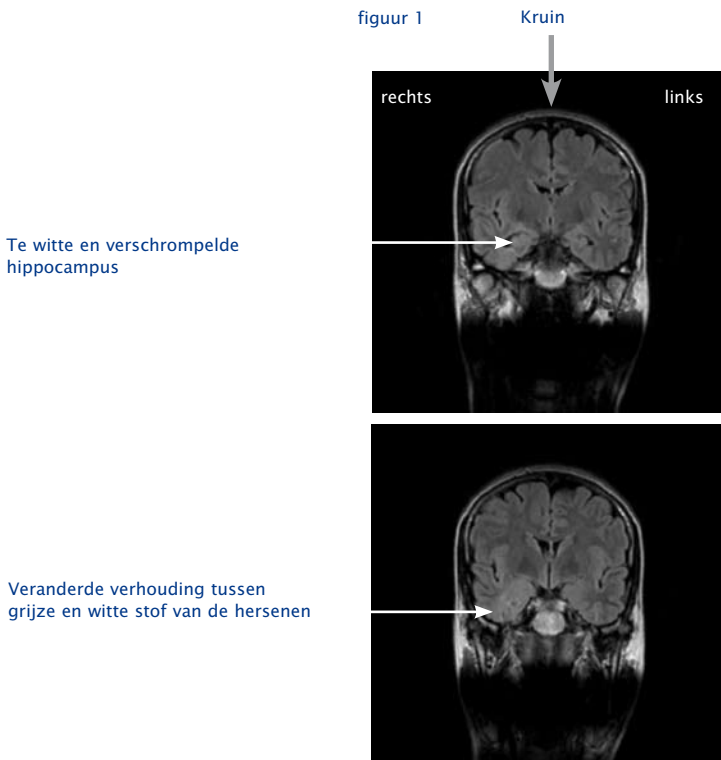 figuur 1
Kruin
rechts
links
Te witte en verschrompelde
hippocampus
Veranderde verhouding tussen
grijze en witte stof van de hersenen